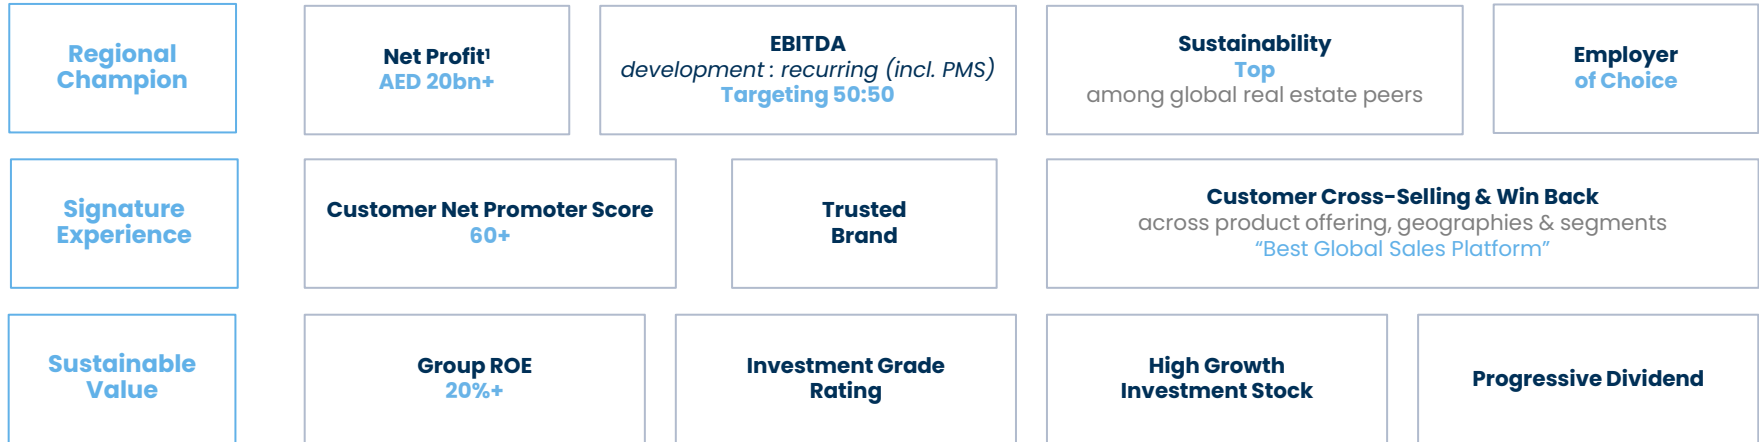 Regional
Champion
Net Profit¹
AED 20bn+
EBITDA
development : recurring (incl. PMS)
Targeting 50:50
Sustainability
Top
among global real estate peers
Employer
of Choice
Signature
Experience
Customer Net Promoter Score
60+
Trusted
Brand
Customer Cross-Selling & Win Back
across product offering, geographies & segments
“Best Global Sales Platform”
Sustainable
Value
Group ROE
20%+
Investment Grade
Rating
High Growth
Investment Stock
Progressive Dividend